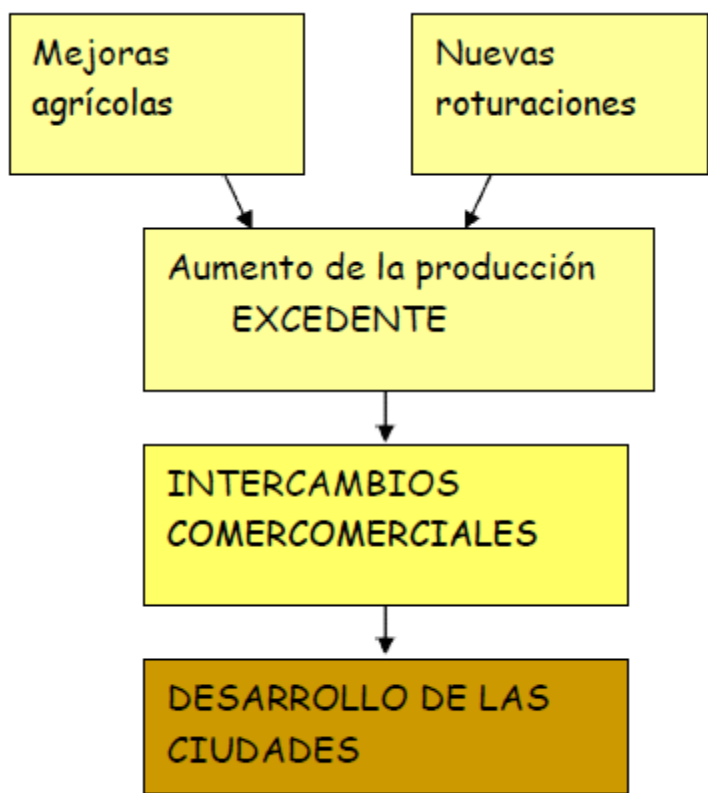 Mejoras
agrícolas
Nuevas
roturaciones
Aumento de la producción
EXCEDENTE
INTERCAMBIOS
COMERCOMERCIALES
DESARROLLO DE LAS
CIUDADES